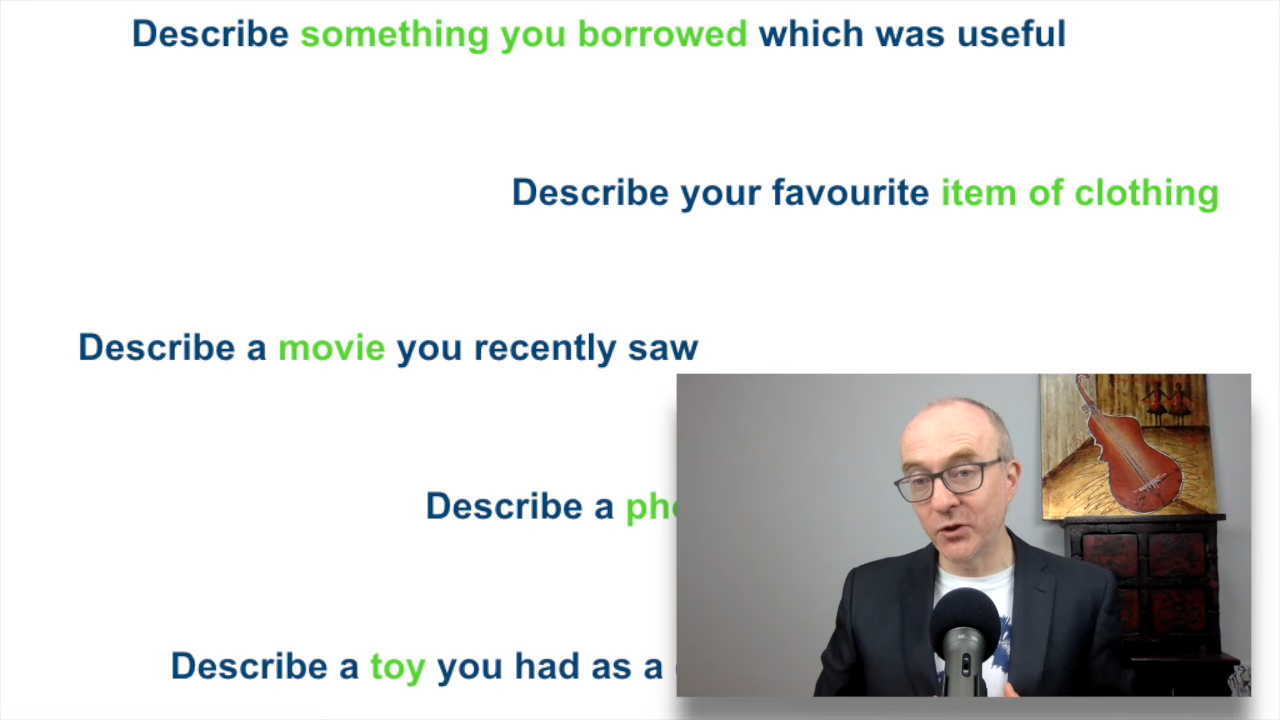 Describe something you borrowed which was useful
Describe your favourite item of clothing
Describe a movie you recently saw
Describe a
Describe a toy you had as a